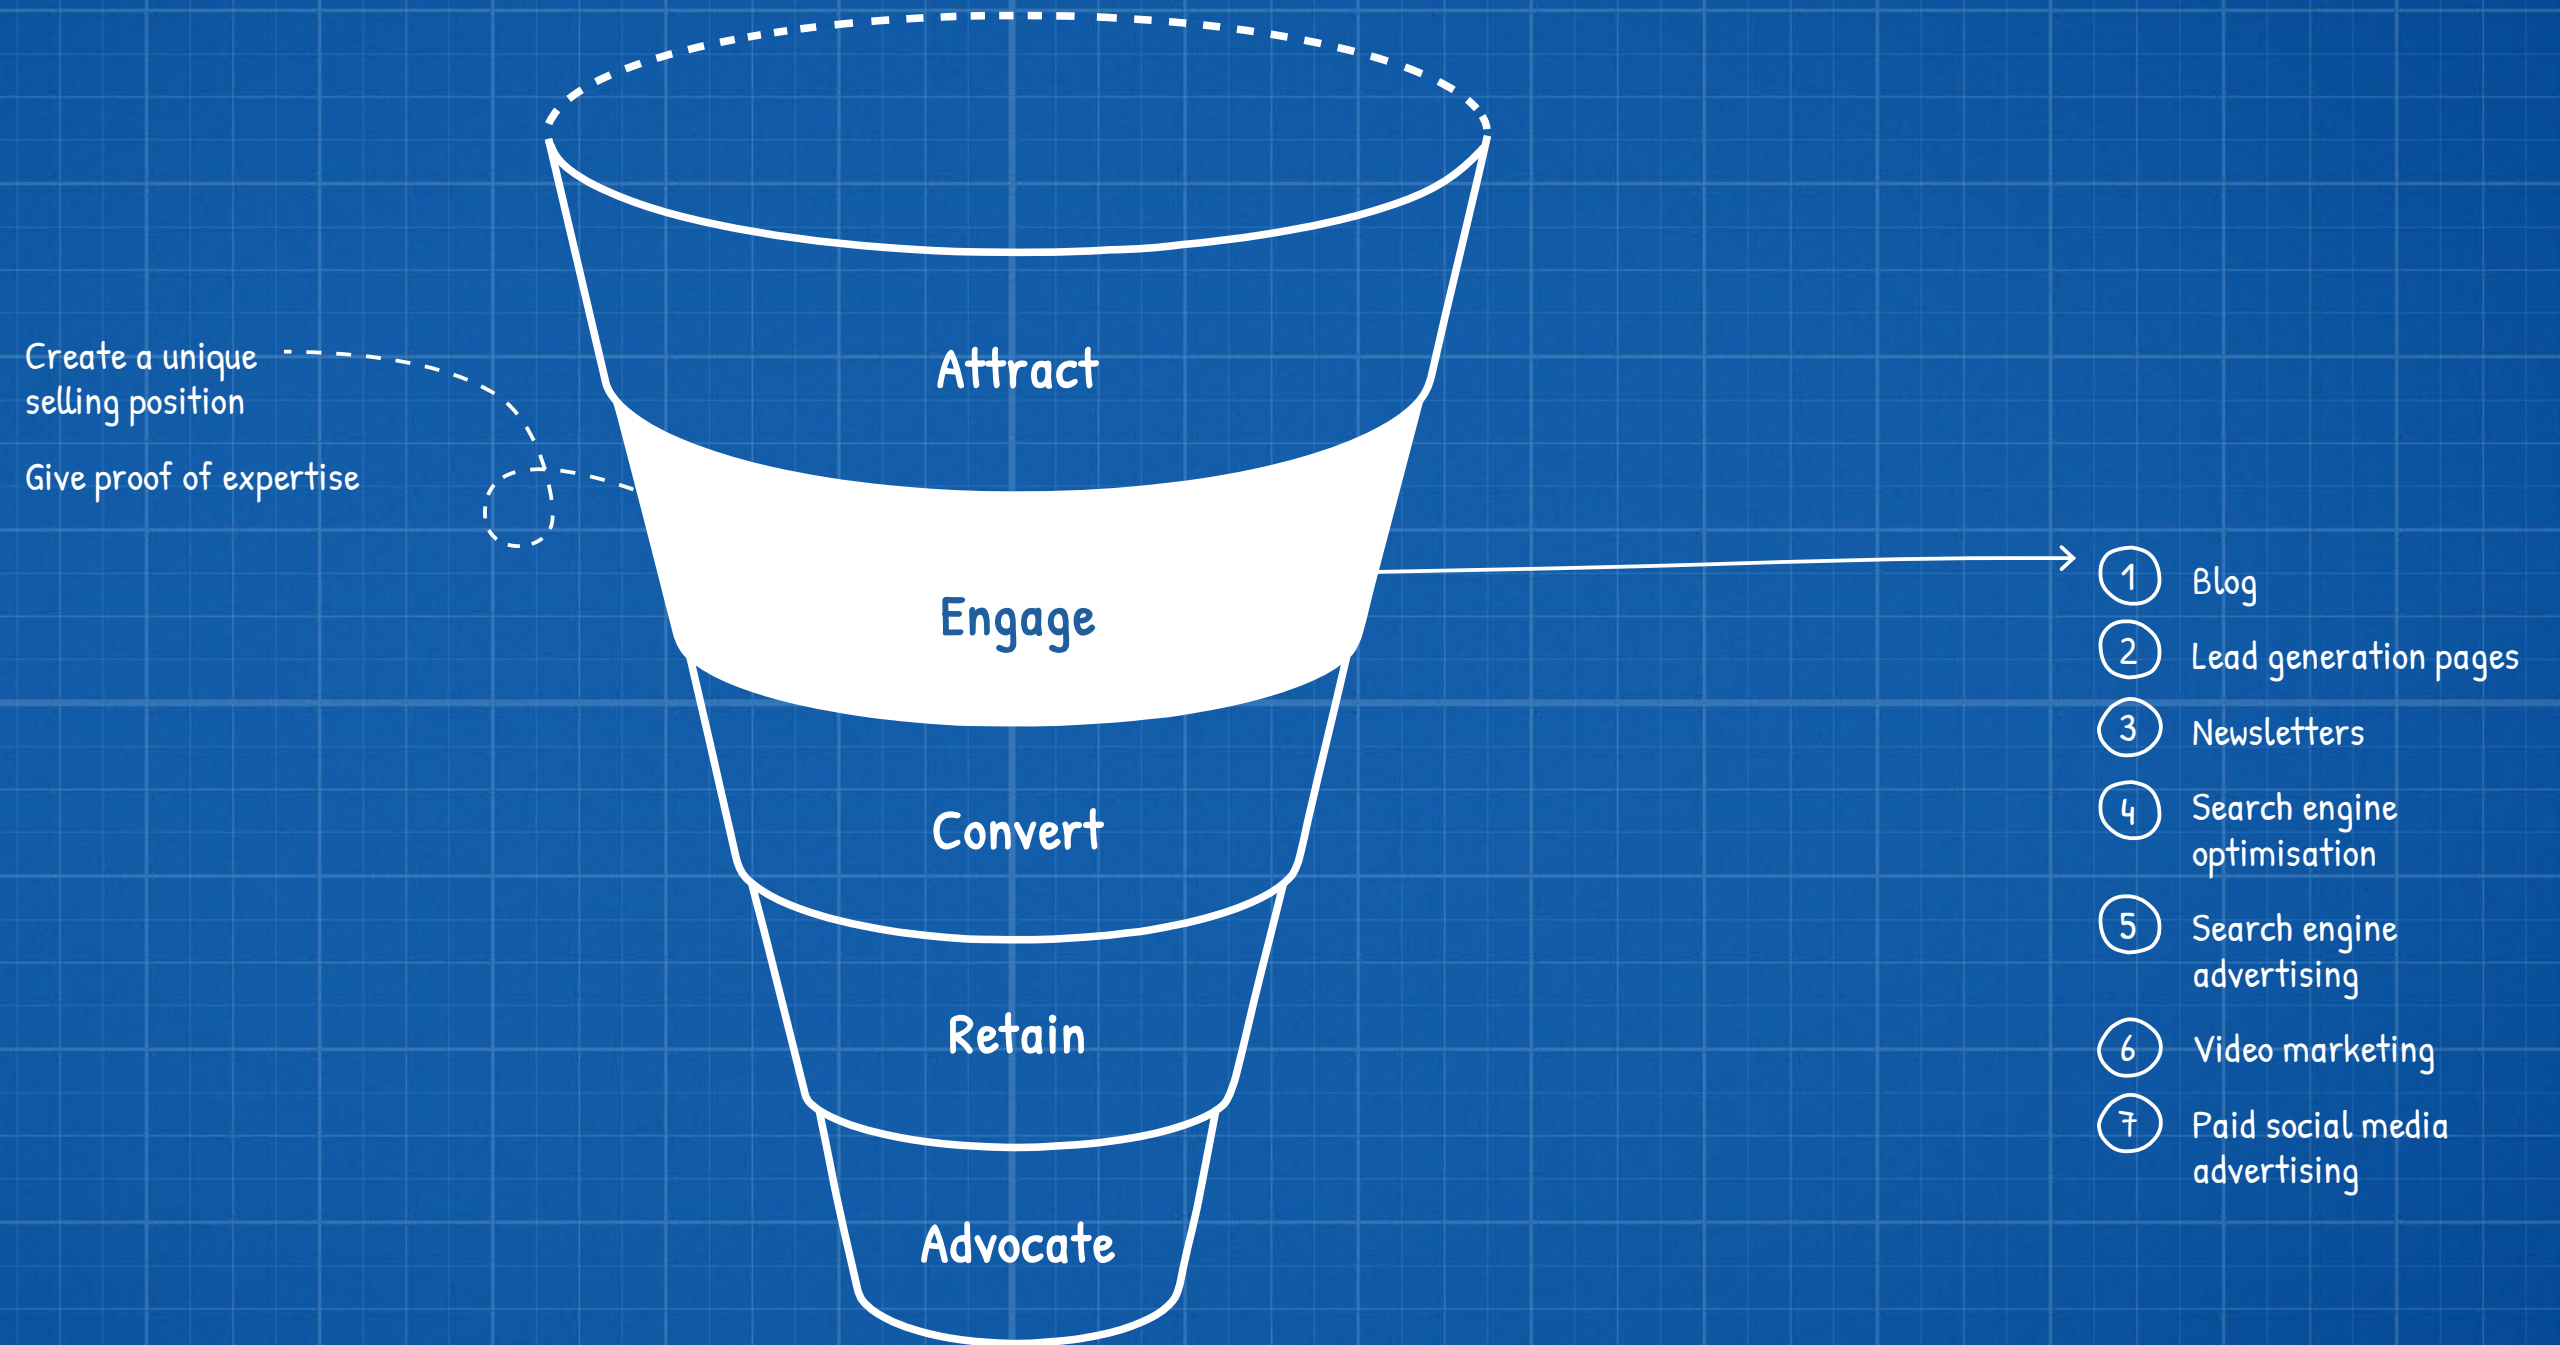 Create a unique
selling position
Give proof of expertise
Attract
Engage
Convert
Retain
Advocate
1 Blog
2 Lead generation pages
3 Newsletters
4 Search engine
optimisation
5 Search engine
advertising
6 Video marketing
7 Paid social media
advertising